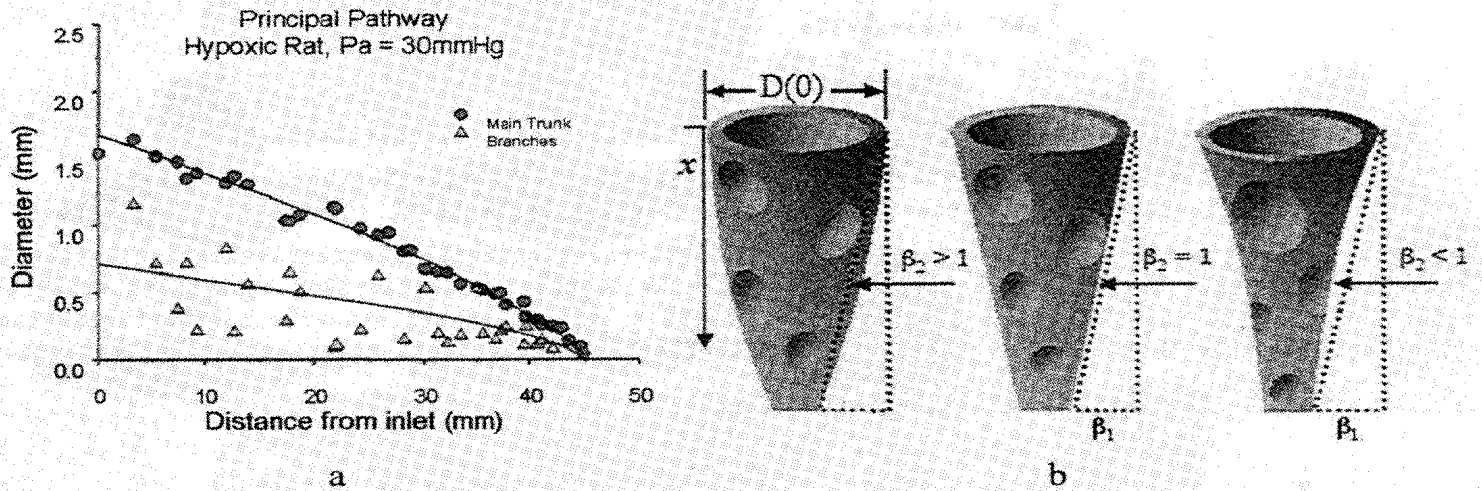 Principal Pathway
Hypoxic Rat, Pa = 30mmHg
2.5
2.0
1.5
1.0
0.5
0.0
Diameter (mm)
Main Trunk
Branches
0 10 20 30 40 50
Distance from inlet (mm)
a
D(0)
x
β₂ > 1
β₂ = 1
β₁
β₂ < 1
β₁
b